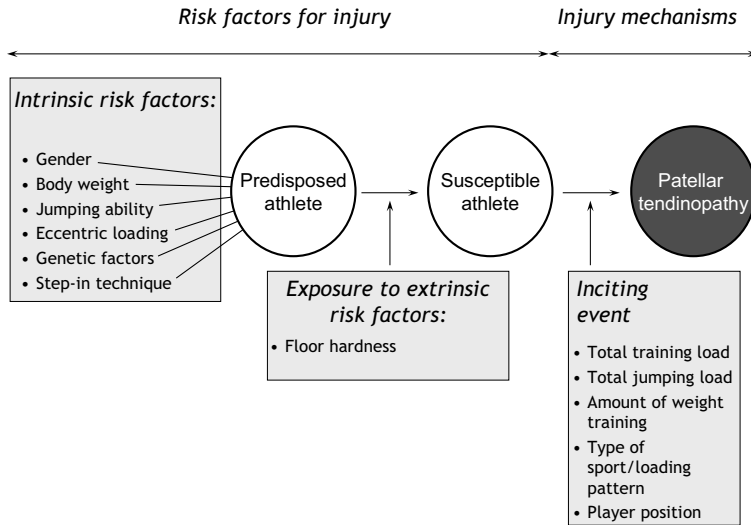 Risk factors for injury
Injury mechanisms
Intrinsic risk factors:
• Gender
• Body weight
• Jumping ability
• Eccentric loading
• Genetic factors
• Step-in technique
Predisposed
athlete
Susceptible
athlete
Patellar
tendinopathy
Exposure to extrinsic
risk factors:
• Floor hardness
Inciting
event
• Total training load
• Total jumping load
• Amount of weight
training
• Type of
sport/loading
pattern
• Player position